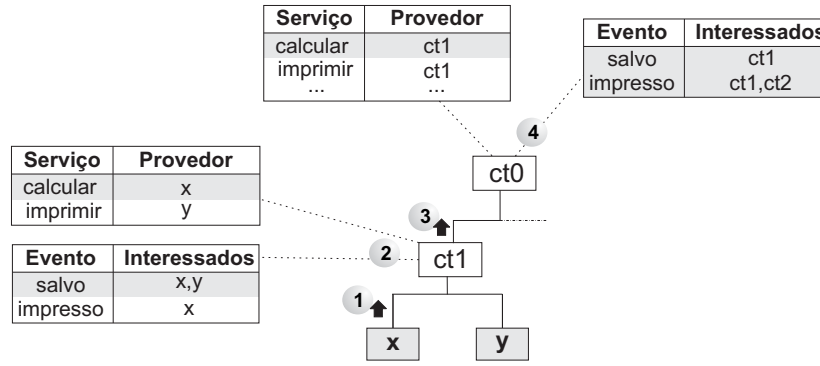 Serviço Provedor
calcular ct1
imprimir ct1
... ...
Evento Interessados
salvo ct1
impresso ct1,ct2
4
ct0
Serviço Provedor
calcular x
imprimir y
3
Evento Interessados
salvo x,y
impresso x
2
ct1
1
x y